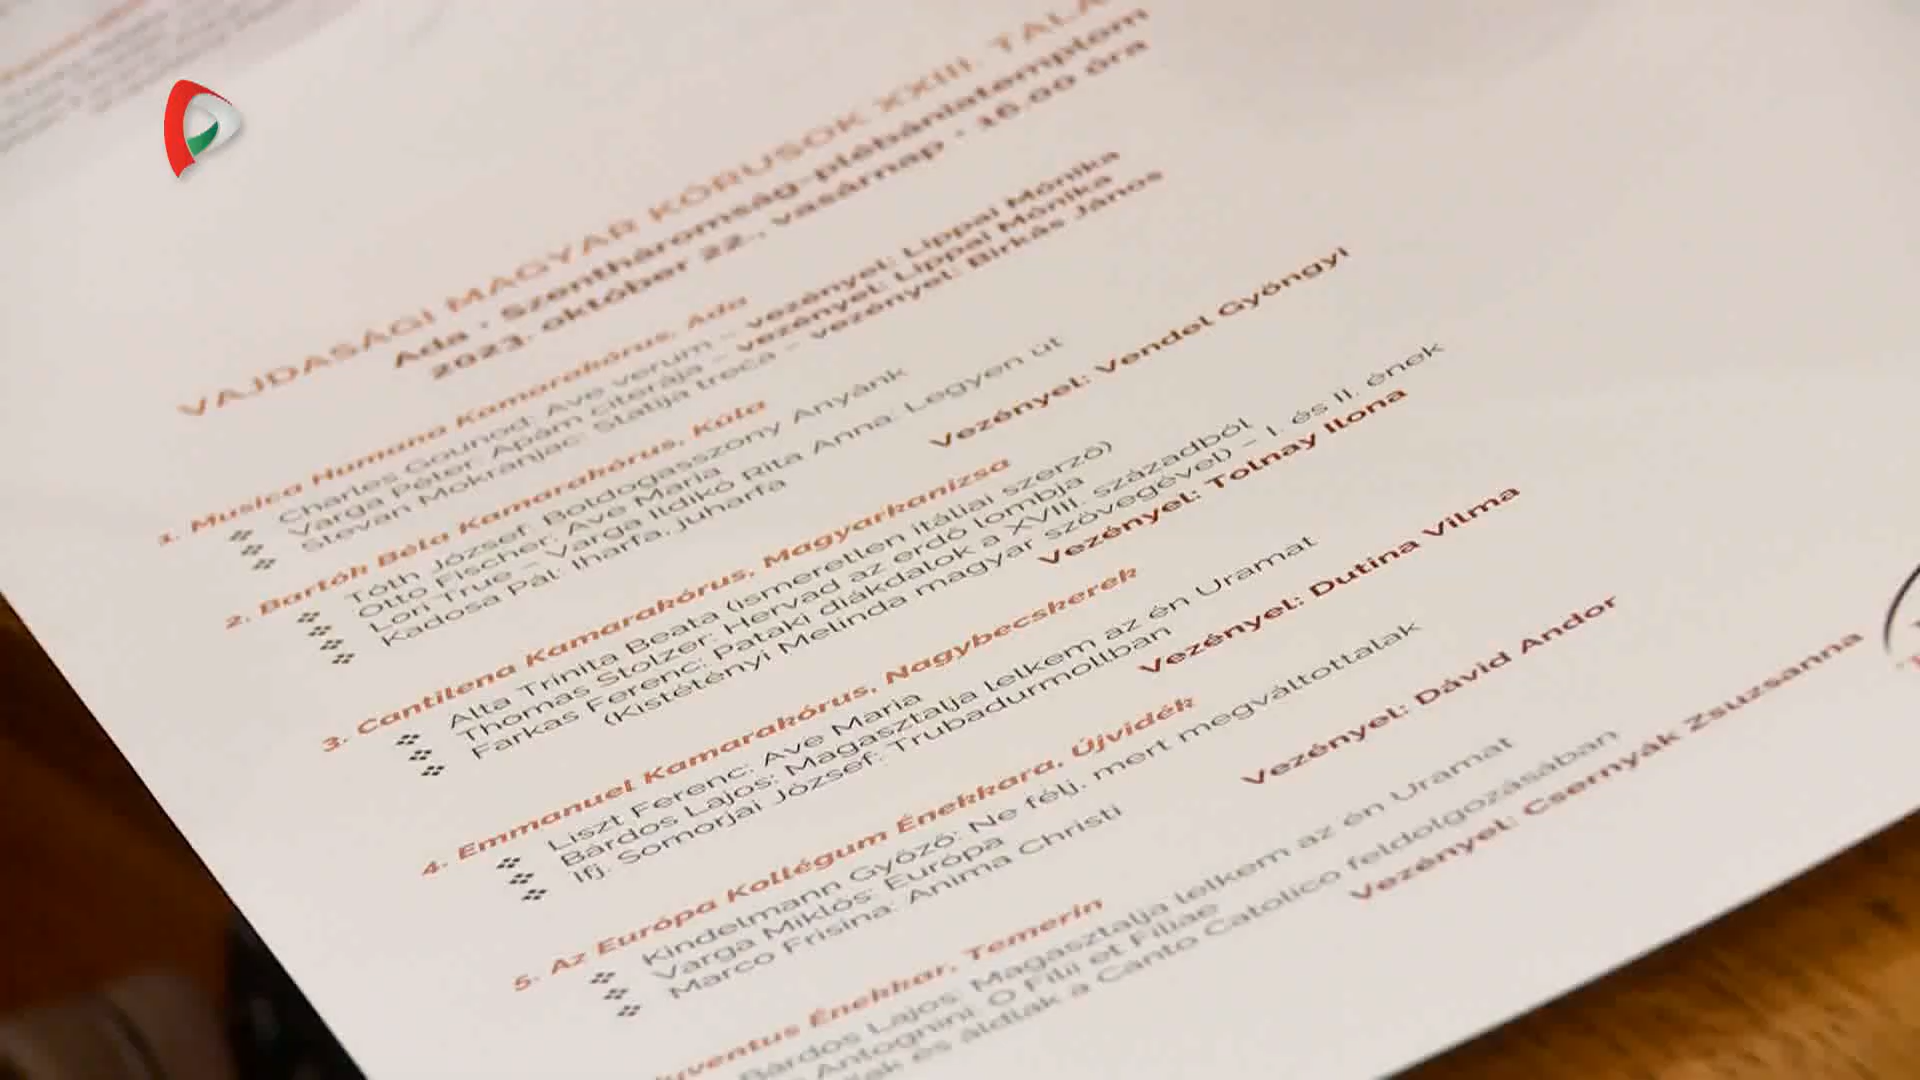 VAJDASÁGI MAGYAR KÓRUSOK XXIII. TALÁ
Ada · Szentháromság-plébániatemplom
2023. október 22., vasárnap · 16.00 óra
1. Musica Humana Kamarakórus, Ada
Charles Gounod: Ave verum – vezényel: Lippai Mónika
Varga Péter: Apám citerája – vezényel: Lippai Mónika
Stevan Mokranjac: Statija treća – vezényel: Birkás János
2. Bartók Béla Kamarakórus, Kúla
Tóth József: Boldogasszony Anyánk
Otto Fischer: Ave Maria
Lori True – Varga Ildikó Rita Anna: Legyen út
Kadosa Pál: Iharfa, juharfa
Vezényel: Vendel Gyöngyi
3. Cantilena Kamarakórus, Magyarkanizsa
Alta Trinita Beata (ismeretlen itáliai szerző)
Thomas Stolzer: Hervad az erdő lombja
Farkas Ferenc: Pataki diákdalok a XVIII. századból
(Kistétényi Melinda magyar szövegével) – I. és II. ének
Vezényel: Tolnay Ilona
4. Emmanuel Kamarakórus, Nagybecskerek
Liszt Ferenc: Ave Maria
Bárdos Lajos: Magasztalja lelkem az én Uramat
Ifj. Somorjai József: Trubadurmollban
Vezényel: Dutina Vilma
5. Az Európa Kollégum Énekkara, Újvidék
Kindelmann Győző: Ne félj, mert megváltottalak
Varga Miklós: Európa
Marco Frisina: Anima Christi
Vezényel: Dávid Andor
uventus Énekkar, Temerin
Bárdos Lajos: Magasztalja lelkem az én Uramat
Antognini: O Filii et Filiae
és áldlak a Canto Catolico feldolgozásában
Vezényel: Csernyák Zsuzsanna